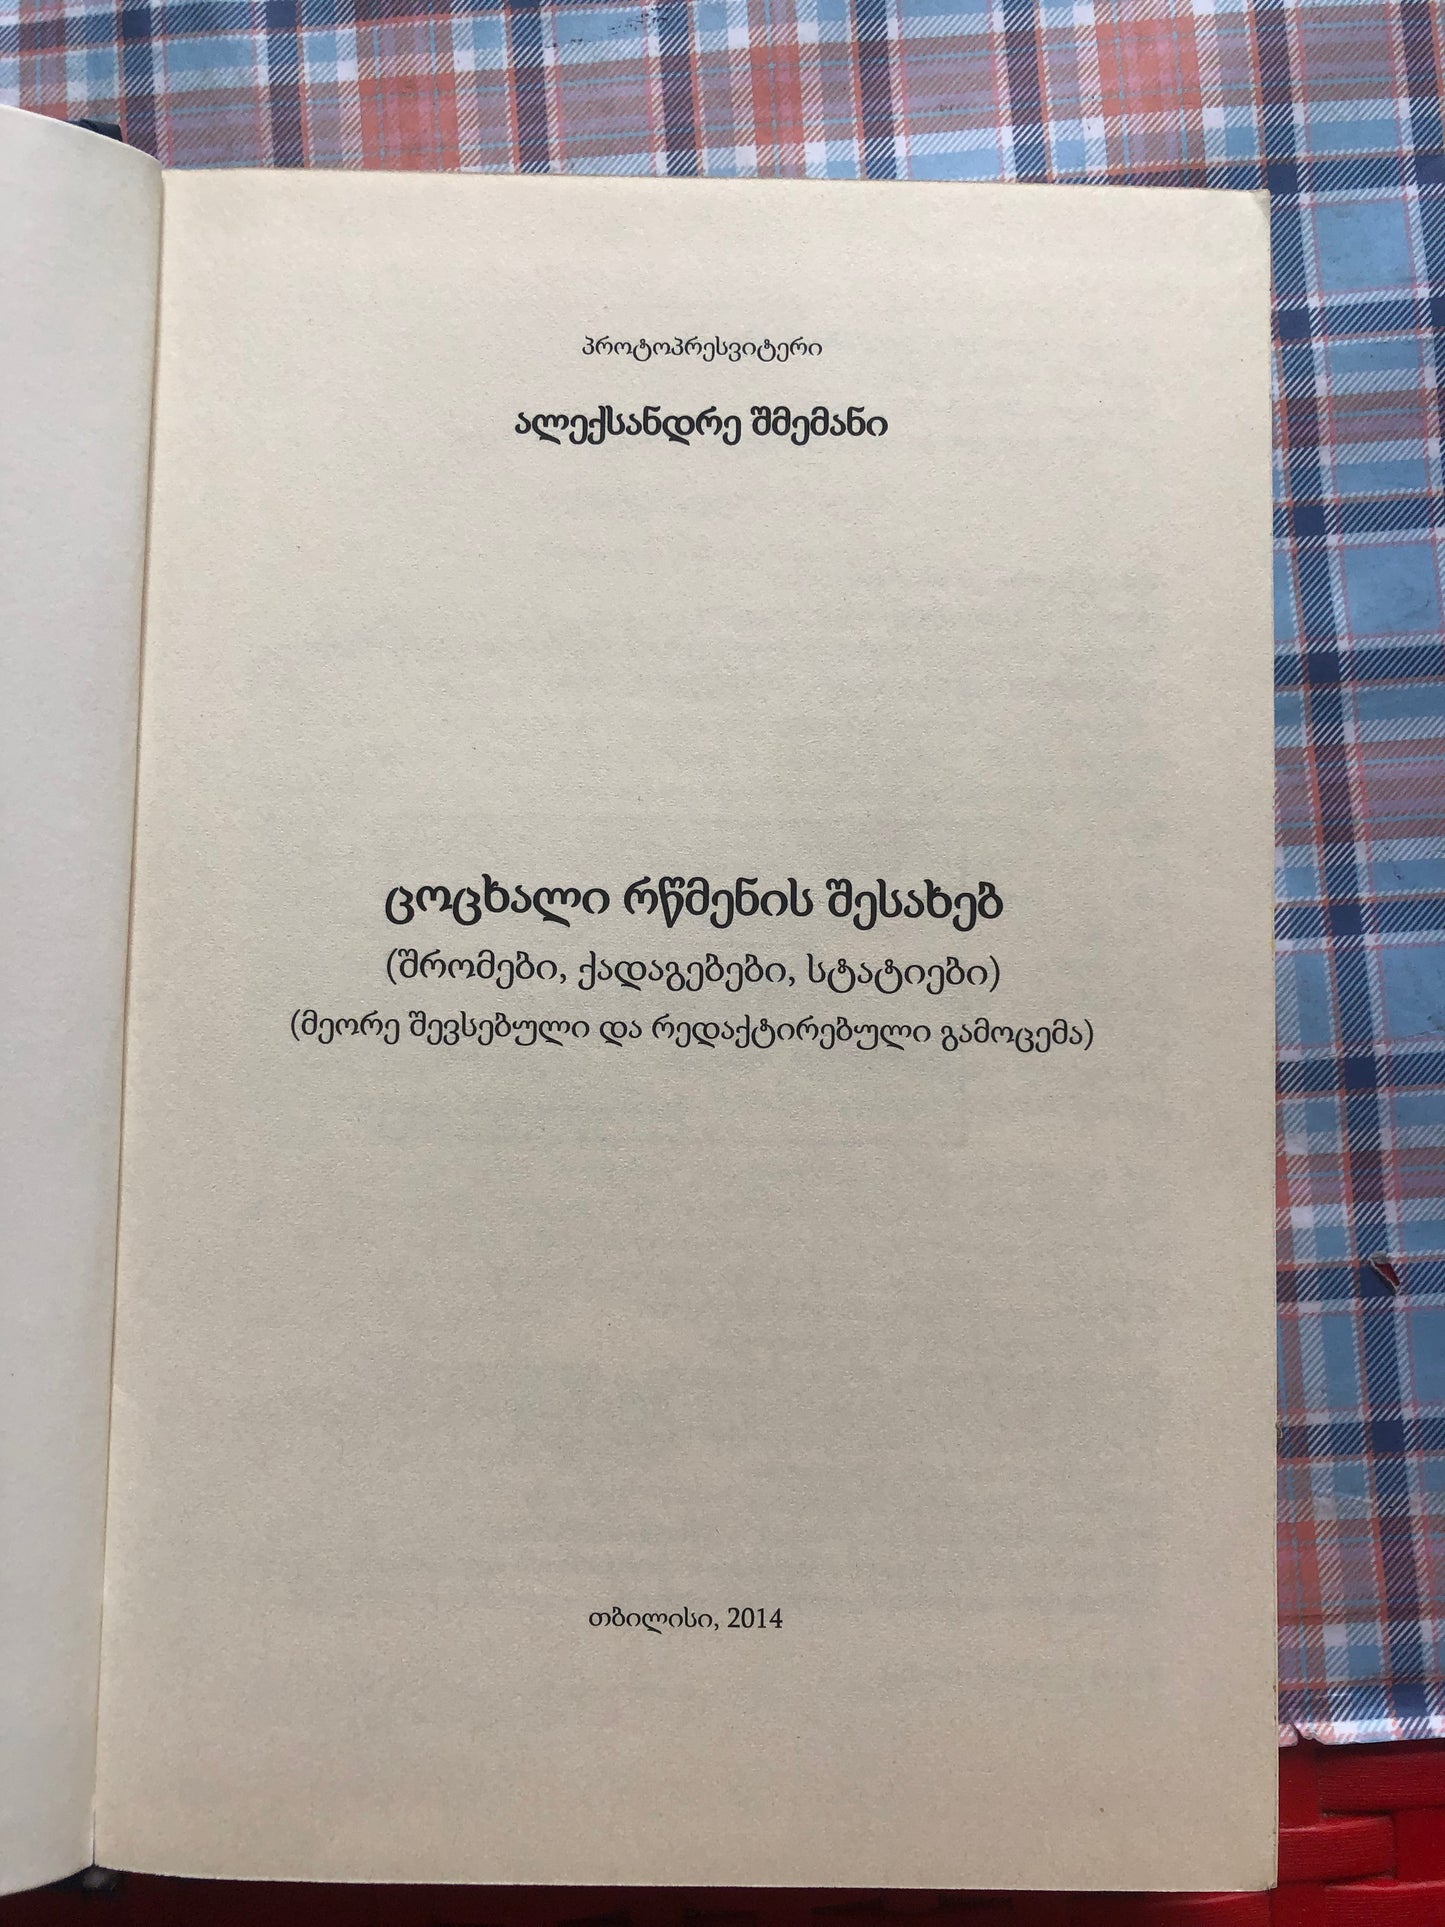 პროტოპრესვიტერი
ალექსანდრე შმემანი
ცოცხალი რწმენის შესახებ
(შრომები, ქადაგებები, სტატიები)
(მეორე შევსებული და რედაქტირებული გამოცემა)
თბილისი, 2014